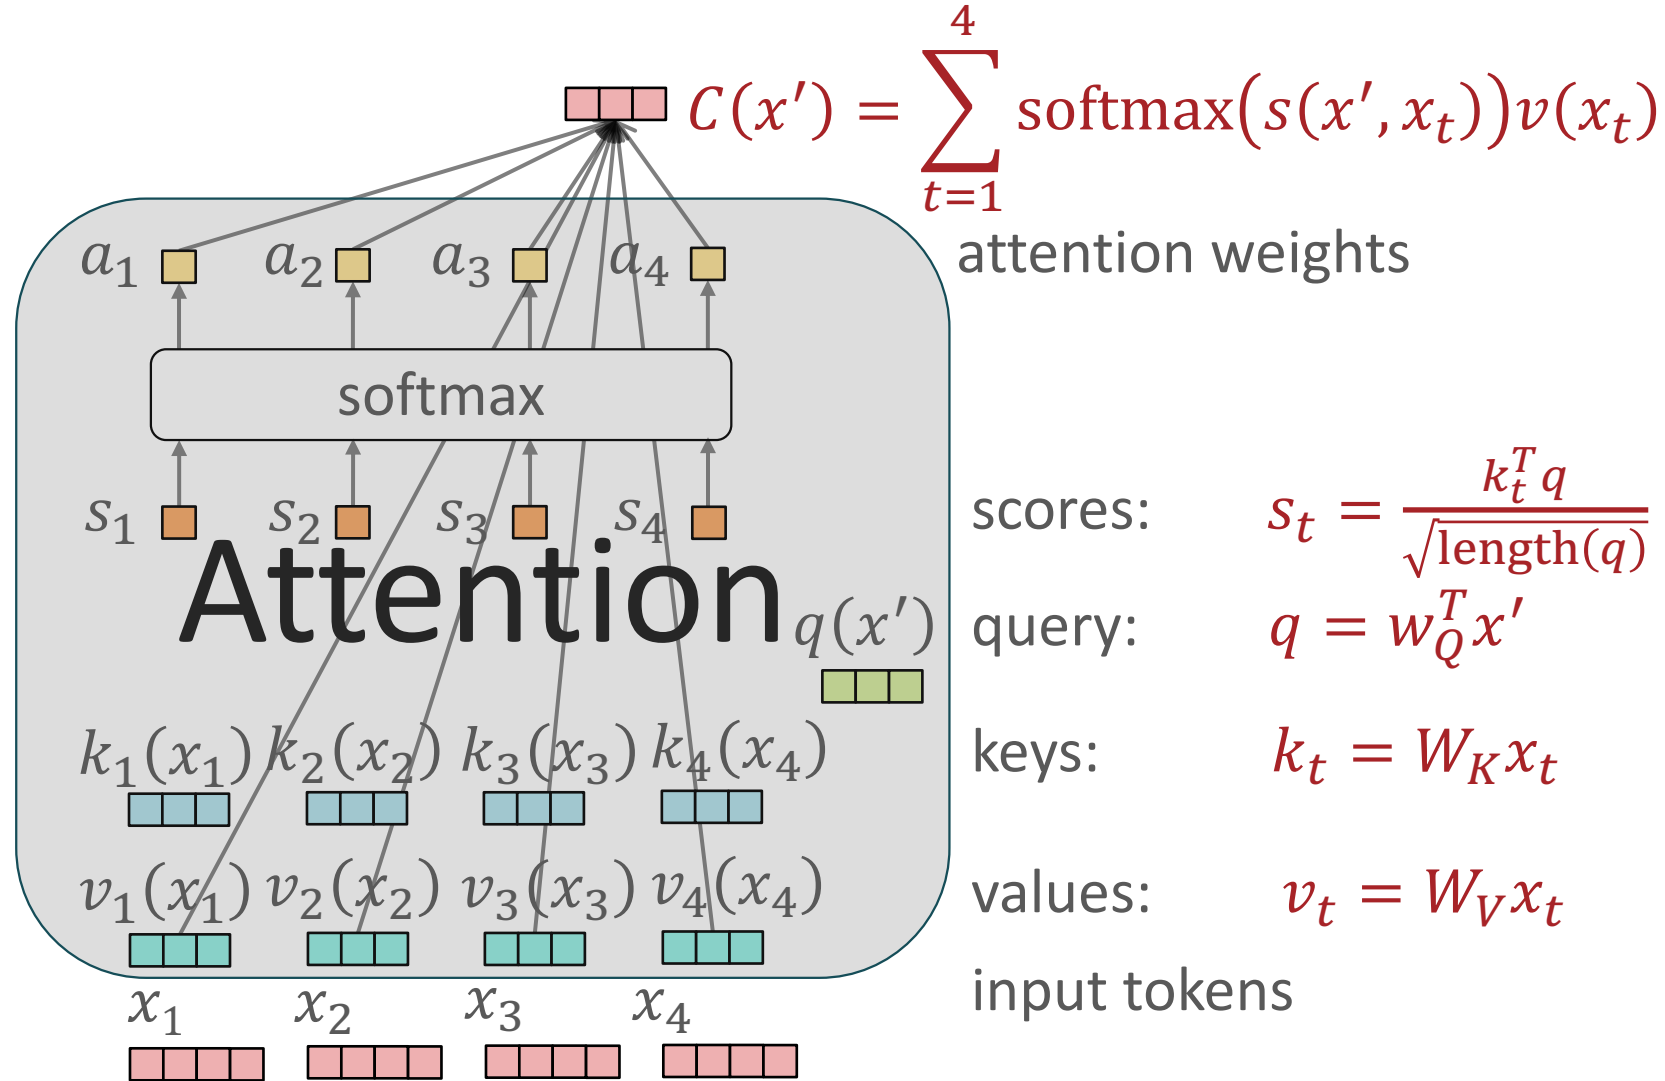 C(x′) = ∑_{t=1}^{4} softmax(s(x′, x_t))v(x_t)
a_1 a_2 a_3 a_4 attention weights
softmax
s_1 s_2 s_3 s_4 scores: s_t = \frac{k_t^T q}{\sqrt{length(q)}}
Attention
q(x′) query: q = w_Q^T x′
k_1(x_1) k_2(x_2) k_3(x_3) k_4(x_4) keys: k_t = W_K x_t
v_1(x_1) v_2(x_2) v_3(x_3) v_4(x_4) values: v_t = W_V x_t
x_1 x_2 x_3 x_4 input tokens